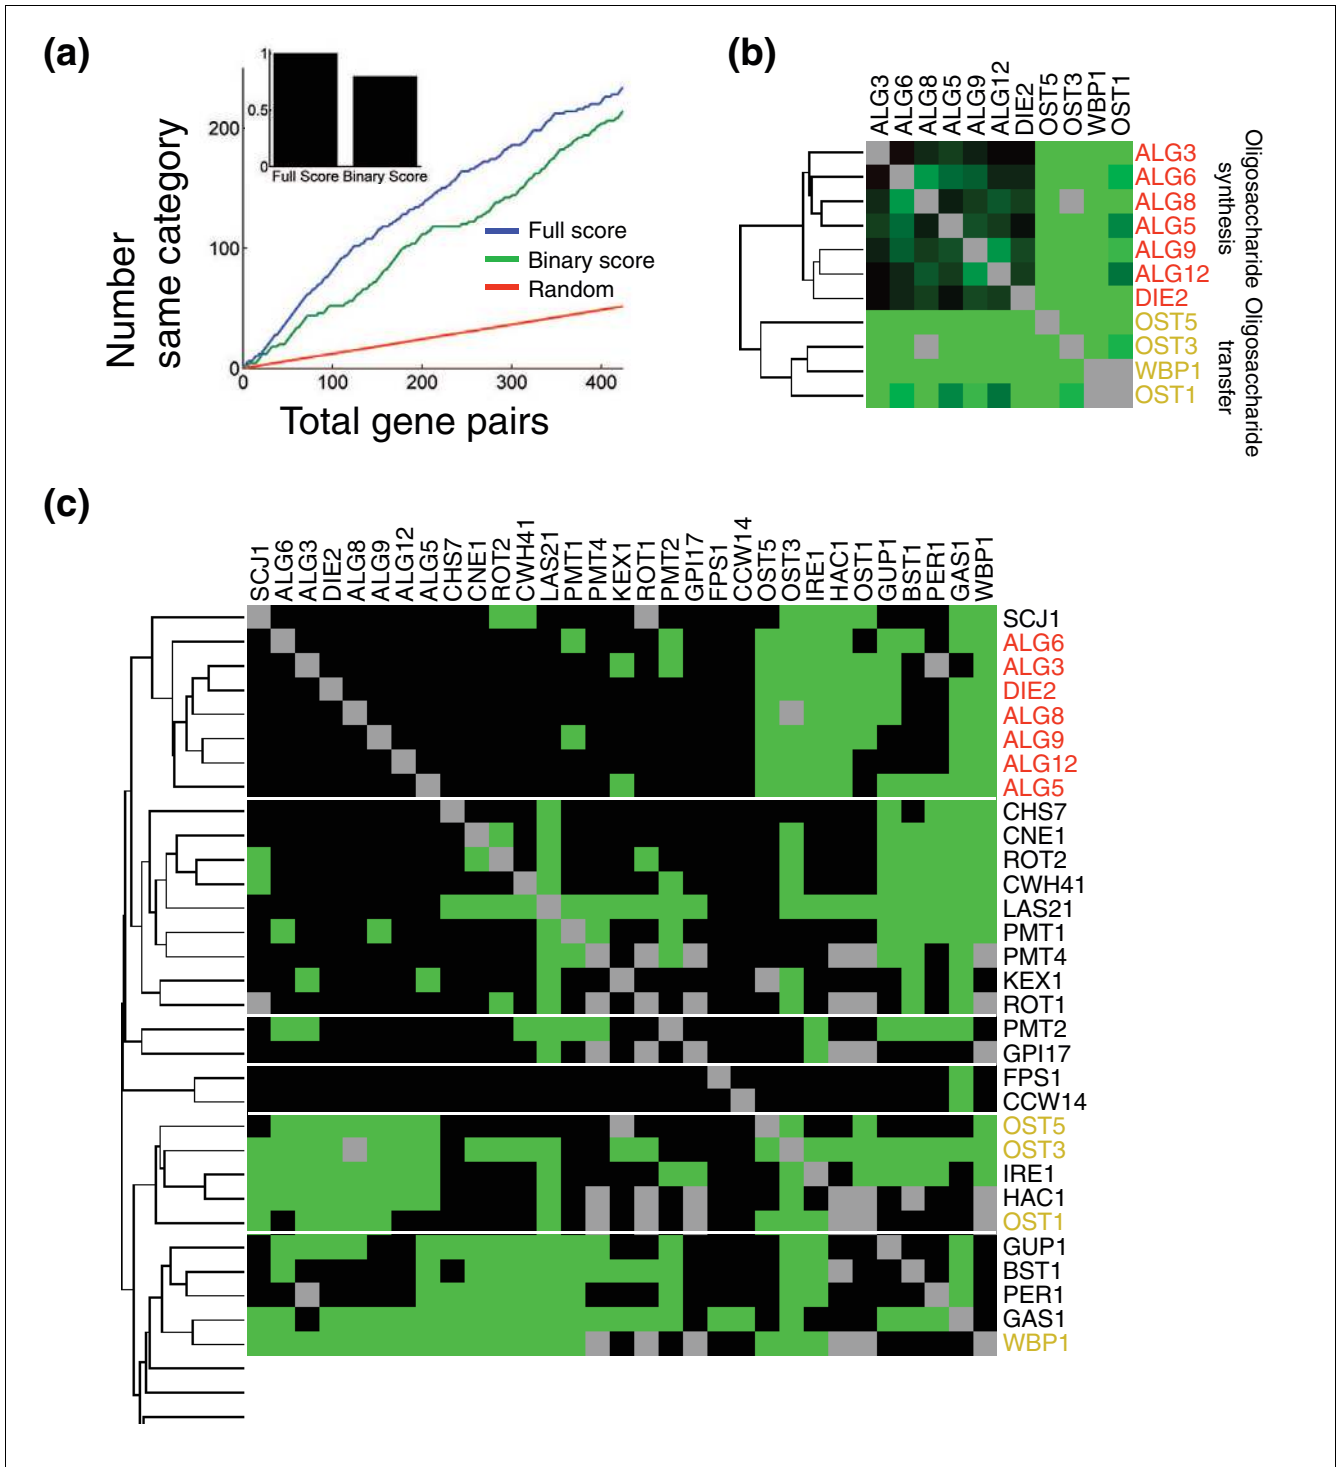 (a)
1
0.5
0
Full Score Binary Score
200
100
0
0 100 200 300 400
Number
same category
Total gene pairs
Full score
Binary score
Random
(b)
ALG3 ALG6 ALG8 ALG5 ALG9 ALG12 DIE2 OST5 OST3 WBP1 OST1
ALG3
ALG6
ALG8
ALG5
ALG9
ALG12
DIE2
OST5
OST3
WBP1
OST1
Oligosaccharide
synthesis
Oligosaccharide
transfer
(c)
SCJ1 ALG6 ALG3 DIE2 ALG8 ALG9 ALG12 ALG5 CHS7 CNE1 ROT2 CWH41 LAS21 PMT1 PMT4 KEX1 ROT1 PMT2 GPI17 FPS1 CCW14 OST5 OST3 IRE1 HAC1 OST1 GUP1 BST1 PER1 GAS1 WBP1
SCJ1
ALG6
ALG3
DIE2
ALG8
ALG9
ALG12
ALG5
CHS7
CNE1
ROT2
CWH41
LAS21
PMT1
PMT4
KEX1
ROT1
PMT2
GPI17
FPS1
CCW14
OST5
OST3
IRE1
HAC1
OST1
GUP1
BST1
PER1
GAS1
WBP1